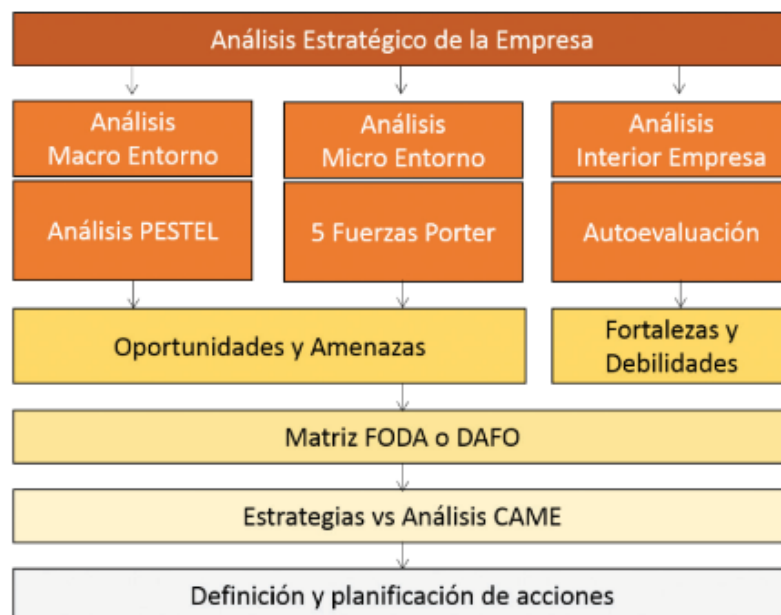 Análisis Estratégico de la Empresa
Análisis
Macro Entorno
Análisis
Micro Entorno
Análisis
Interior Empresa
Análisis PESTEL
5 Fuerzas Porter
Autoevaluación
Oportunidades y Amenazas
Fortalezas y
Debilidades
Matriz FODA o DAFO
Estrategias vs Análisis CAME
Definición y planificación de acciones